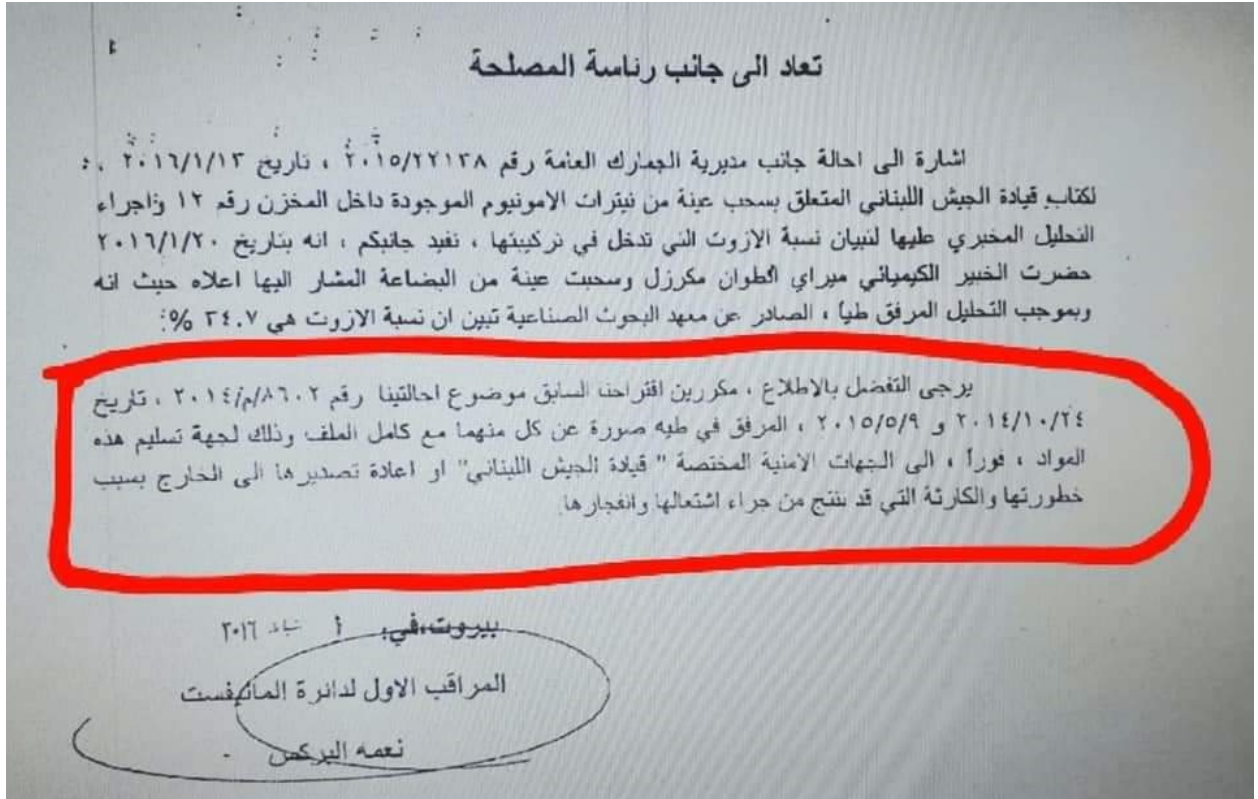 تعاد الى جانب رئاسة المصلحة
اشارة الى احالة جانب مديرية الجمارك العامة رقم ٢٠١٥/٢٢١٣٨ ، تاريخ ٢٠١٦/١/١٣ ،
لكتاب قيادة الجيش اللبناني المتعلق بسحب عينة من نيترات الامونيوم الموجودة داخل المخزن رقم ١٢ واجراء
التحليل المخبري عليها لتبيان نسبة الازوت التي تدخل في تركيبتها ، نفيد جانبكم ، انه بتاريخ ٢٠١٦/١/٢٠
حضرت الخبير الكيميائي ميراي الطوان مكرزل وسحبت عينة من البضاعة المشار اليها اعلاه حيث انه
وبموجب التحليل المرفق طياً ، الصادر عن معهد البحوث الصناعية تبين ان نسبة الازوت هي ٣٤.٧ %:
يرجى التفضل بالاطلاع ، مكررين اقتراحنا السابق موضوع احالتينا رقم ٨٦٠٢/م/٢٠١٤ ، تاريخ
٢٠١٤/١٠/٢٤ و ٢٠١٥/٥/٩ ، المرفق في طيه صورة عن كل منهما مع كامل الملف وذلك لجهة تسليم هذه
المواد ، فوراً ، الى الجهات الامنية المختصة " قيادة الجيش اللبناني" او اعادة تصديرها الى الخارج بسبب
خطورتها والكارثة التي قد ينتج من جراء اشتعالها وانفجارها.
بيروت،في، ١ شباط ٢٠١٦
المراقب الاول لدائرة المانيفست
نعمه البركس